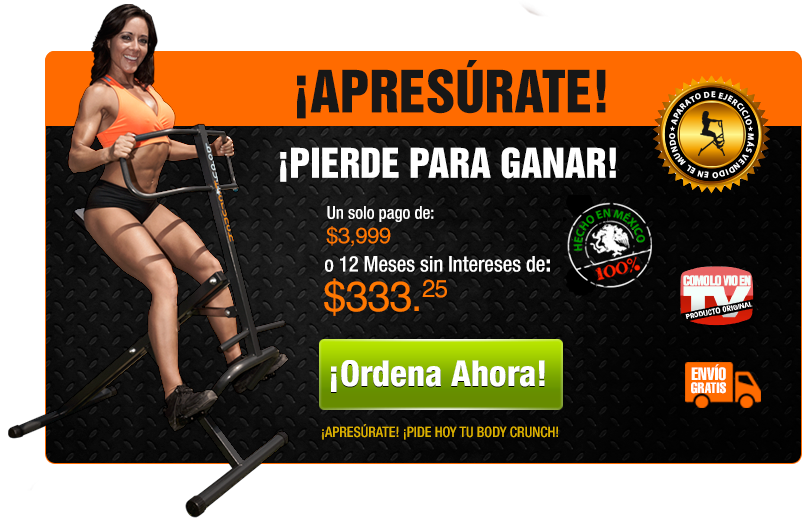 ¡APRESÚRATE!
¡PIERDE PARA GANAR!
APARATO DE EJERCICIO
MÁS VENDIDO EN EL MUNDO
Un solo pago de:
$3,999
o 12 Meses sin Intereses de:
$333.25
HECHO EN MÉXICO
100%
COMO LO VIO EN
TV
PRODUCTO ORIGINAL
¡Ordena Ahora!
ENVÍO
GRATIS
¡APRESÚRATE! ¡PIDE HOY TU BODY CRUNCH!